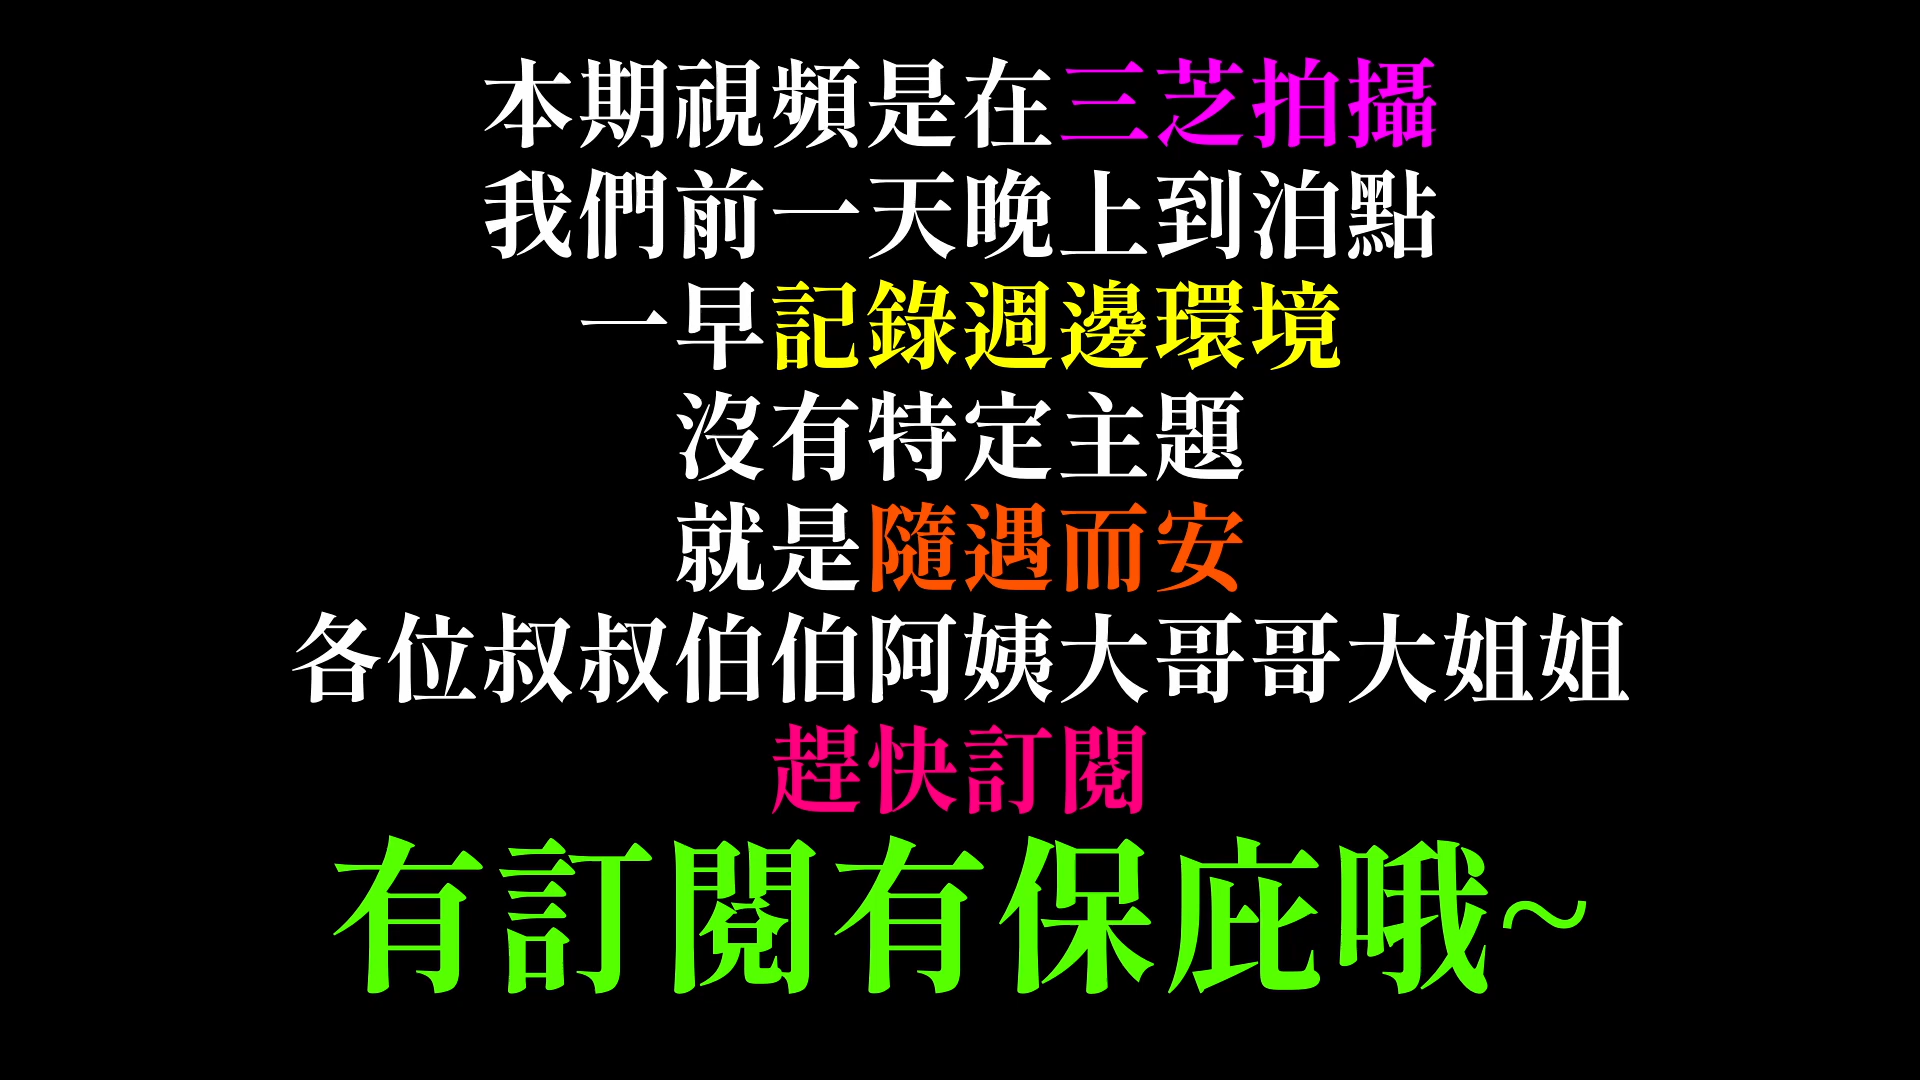 本期視頻是在三芝拍攝
我們前一天晚上到泊點
一早記錄週邊環境
沒有特定主題
就是隨遇而安
各位叔叔伯伯阿姨大哥哥大姐姐
趕快訂閱
有訂閱有保庇哦~